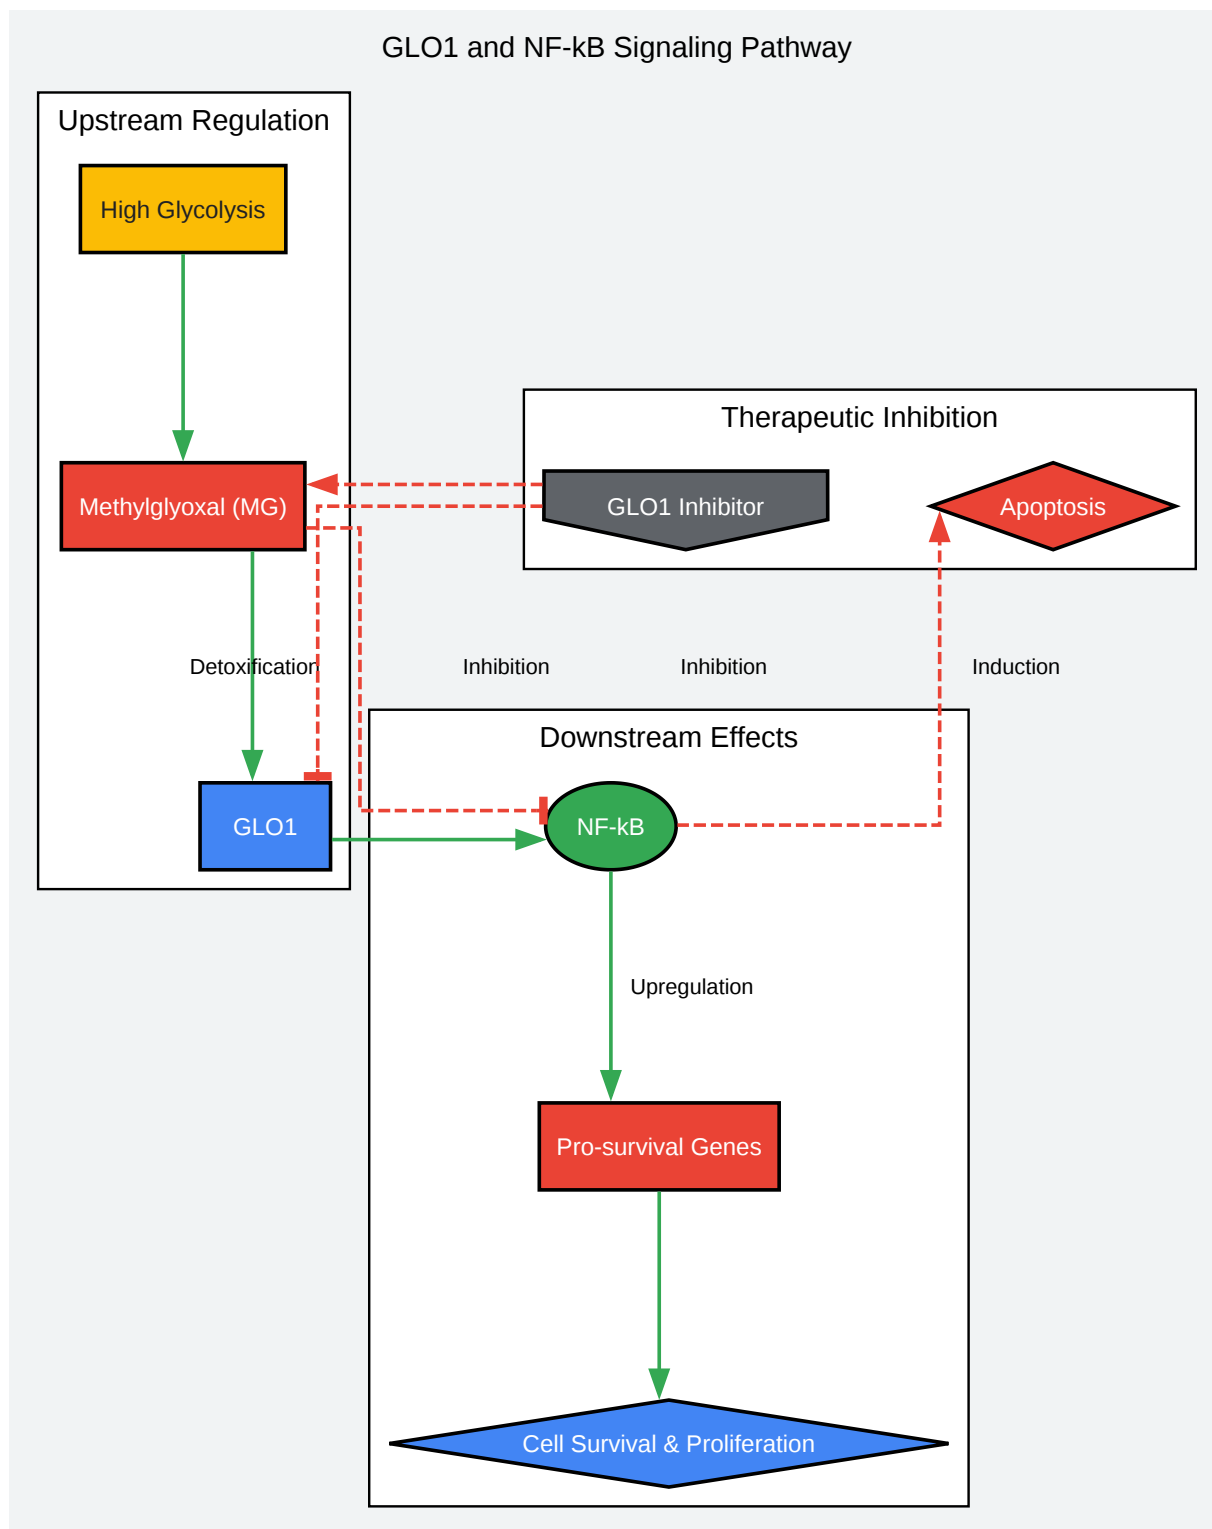 GLO1 and NF-kB Signaling Pathway
Upstream Regulation
High Glycolysis
Therapeutic Inhibition
Methylglyoxal (MG)
GLO1 Inhibitor
Apoptosis
Detoxification
Inhibition
Inhibition
Induction
Downstream Effects
GLO1
NF-kB
Upregulation
Pro-survival Genes
Cell Survival & Proliferation